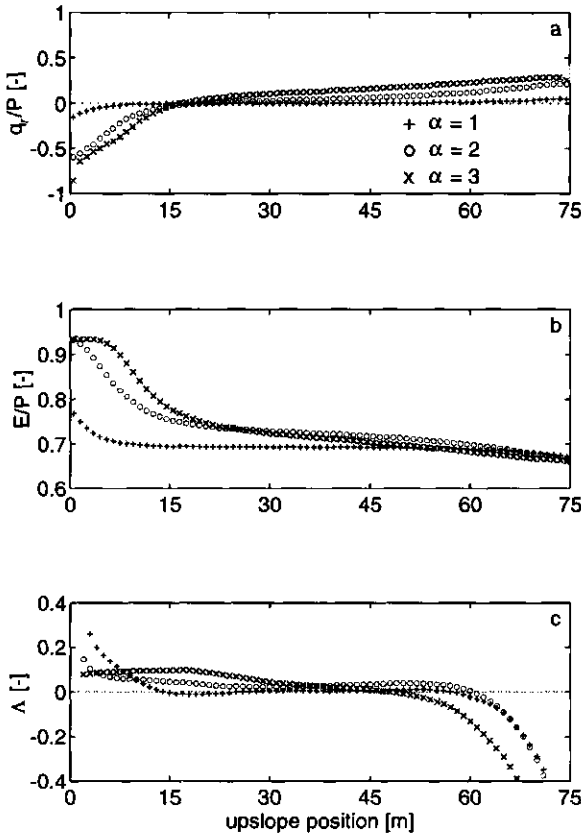 a
1
0.5
0
-0.5
-1
q_r/P [-]
+ α = 1
o α = 2
x α = 3
0 15 30 45 60 75
b
1
0.9
0.8
0.7
0.6
E/P [-]
0 15 30 45 60 75
c
0.4
0.2
0
-0.2
-0.4
Λ [-]
0 15 30 45 60 75
upslope position [m]